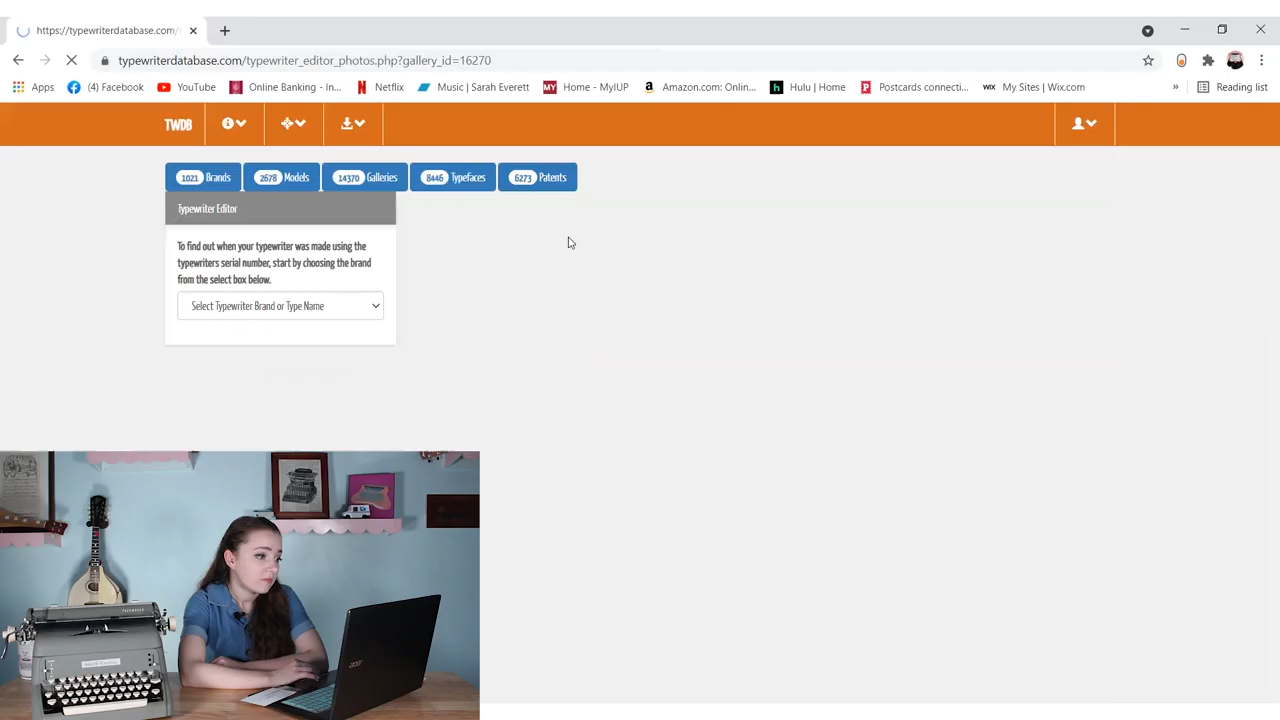 https://typewriterdatabase.com/
typewriterdatabase.com/typewriter_editor_photos.php?gallery_id=16270
Apps (4) Facebook YouTube Online Banking - In... Netflix Music | Sarah Everett MY Home - MyIUP Amazon.com: Onlin... Hulu | Home Postcards connecti... WIX My Sites | Wix.com » Reading list
TWDB
1021 Brands 2678 Models 14370 Galleries 8446 Typefaces 6273 Patents
Typewriter Editor
To find out when your typewriter was made using the
typewriters serial number, start by choosing the brand
from the select box below.
Select Typewriter Brand or Type Name
acer